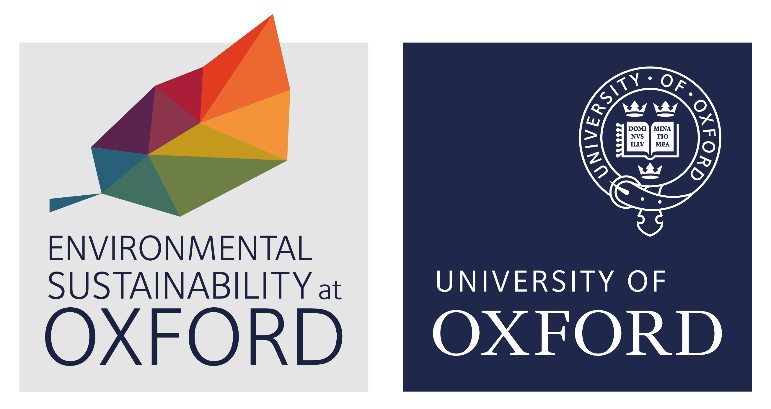 ENVIRONMENTAL
SUSTAINABILITY at
OXFORD
UNIVERSITY · OF · OXFORD
DOMI MINA
NVS TIO
ILLV MEA
UNIVERSITY OF
OXFORD